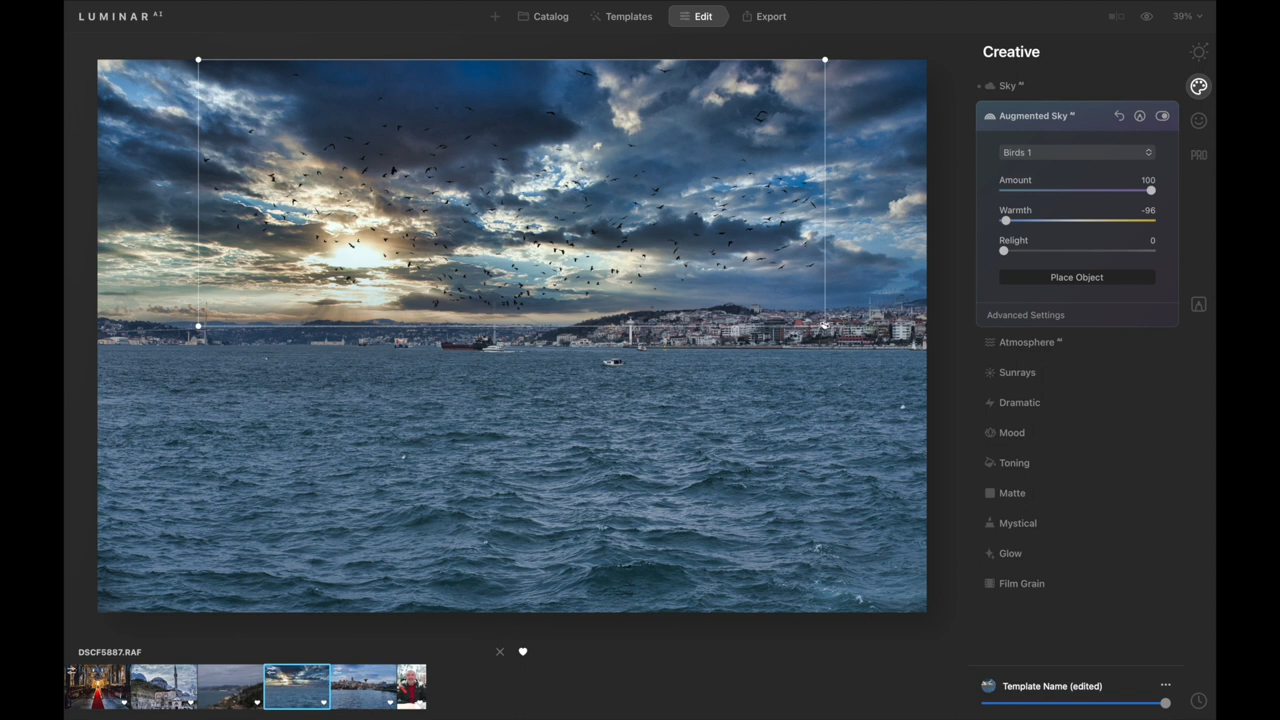 LUMINAR AI
Catalog
Templates
Edit
Export
39%
Creative
Sky AI
Augmented Sky AI
Birds 1
Amount 100
Warmth -96
Relight 0
Place Object
Advanced Settings
Atmosphere AI
Sunrays
Dramatic
Mood
Toning
Matte
Mystical
Glow
Film Grain
PRO
DSCF5887.RAF
Template Name (edited)